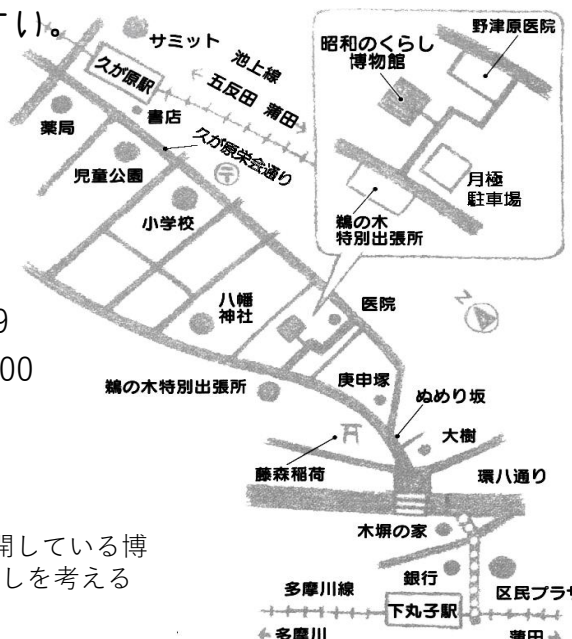 すい。
サミット
久が原駅
池上線
五反田
蒲田
薬局
書店
久が原栄会通り
児童公園
小学校
八幡
神社
医院
鵜の木特別出張所
庚申塚
ぬめり坂
大樹
藤森稲荷
環八通り
木塀の家
銀行
区民プラザ
多摩川線
下丸子駅
多摩川
蒲田
昭和のくらし
博物館
野津原医院
月極
駐車場
鵜の木
特別出張所
Z
9
00
開している博
しを考える